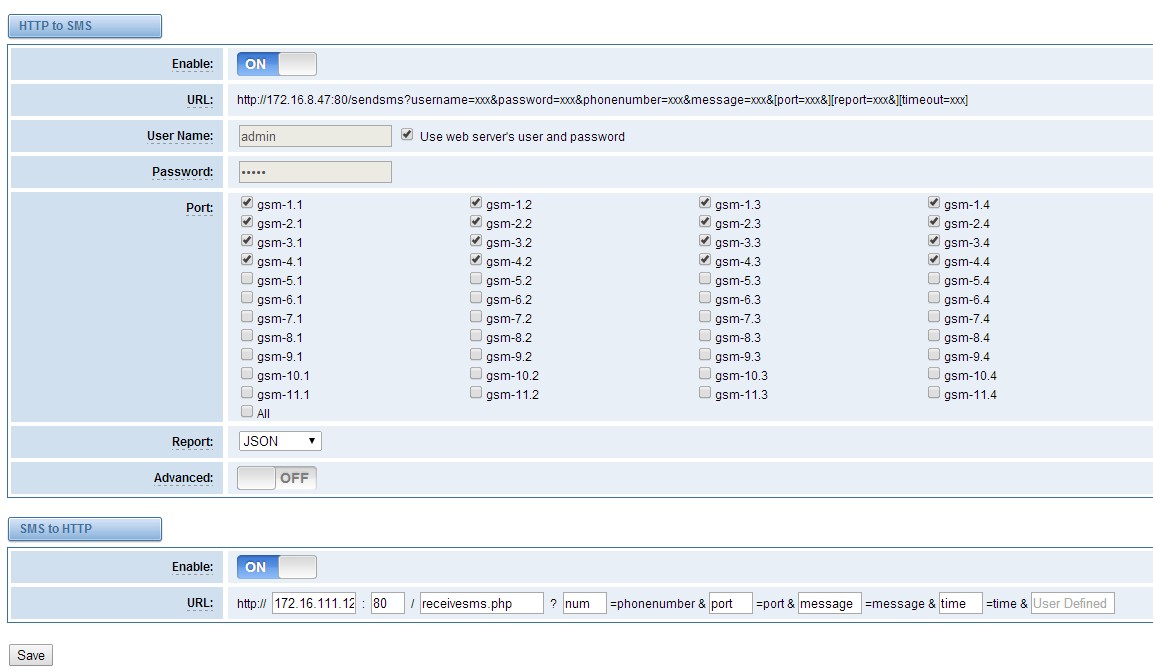 HTTP to SMS
Enable: ON
URL: http://172.16.8.47:80/sendsms?username=xxx&password=xxx&phonenumber=xxx&message=xxx&[port=xxx&][report=xxx&][timeout=xxx]
User Name: admin Use web server's user and password
Password: •••••
Port: gsm-1.1 gsm-1.2 gsm-1.3 gsm-1.4
gsm-2.1 gsm-2.2 gsm-2.3 gsm-2.4
gsm-3.1 gsm-3.2 gsm-3.3 gsm-3.4
gsm-4.1 gsm-4.2 gsm-4.3 gsm-4.4
gsm-5.1 gsm-5.2 gsm-5.3 gsm-5.4
gsm-6.1 gsm-6.2 gsm-6.3 gsm-6.4
gsm-7.1 gsm-7.2 gsm-7.3 gsm-7.4
gsm-8.1 gsm-8.2 gsm-8.3 gsm-8.4
gsm-9.1 gsm-9.2 gsm-9.3 gsm-9.4
gsm-10.1 gsm-10.2 gsm-10.3 gsm-10.4
gsm-11.1 gsm-11.2 gsm-11.3 gsm-11.4
All
Report: JSON
Advanced: OFF
SMS to HTTP
Enable: ON
URL: http:// 172.16.111.12 : 80 / receivesms.php ? num =phonenumber & port =port & message =message & time =time & User Defined
Save